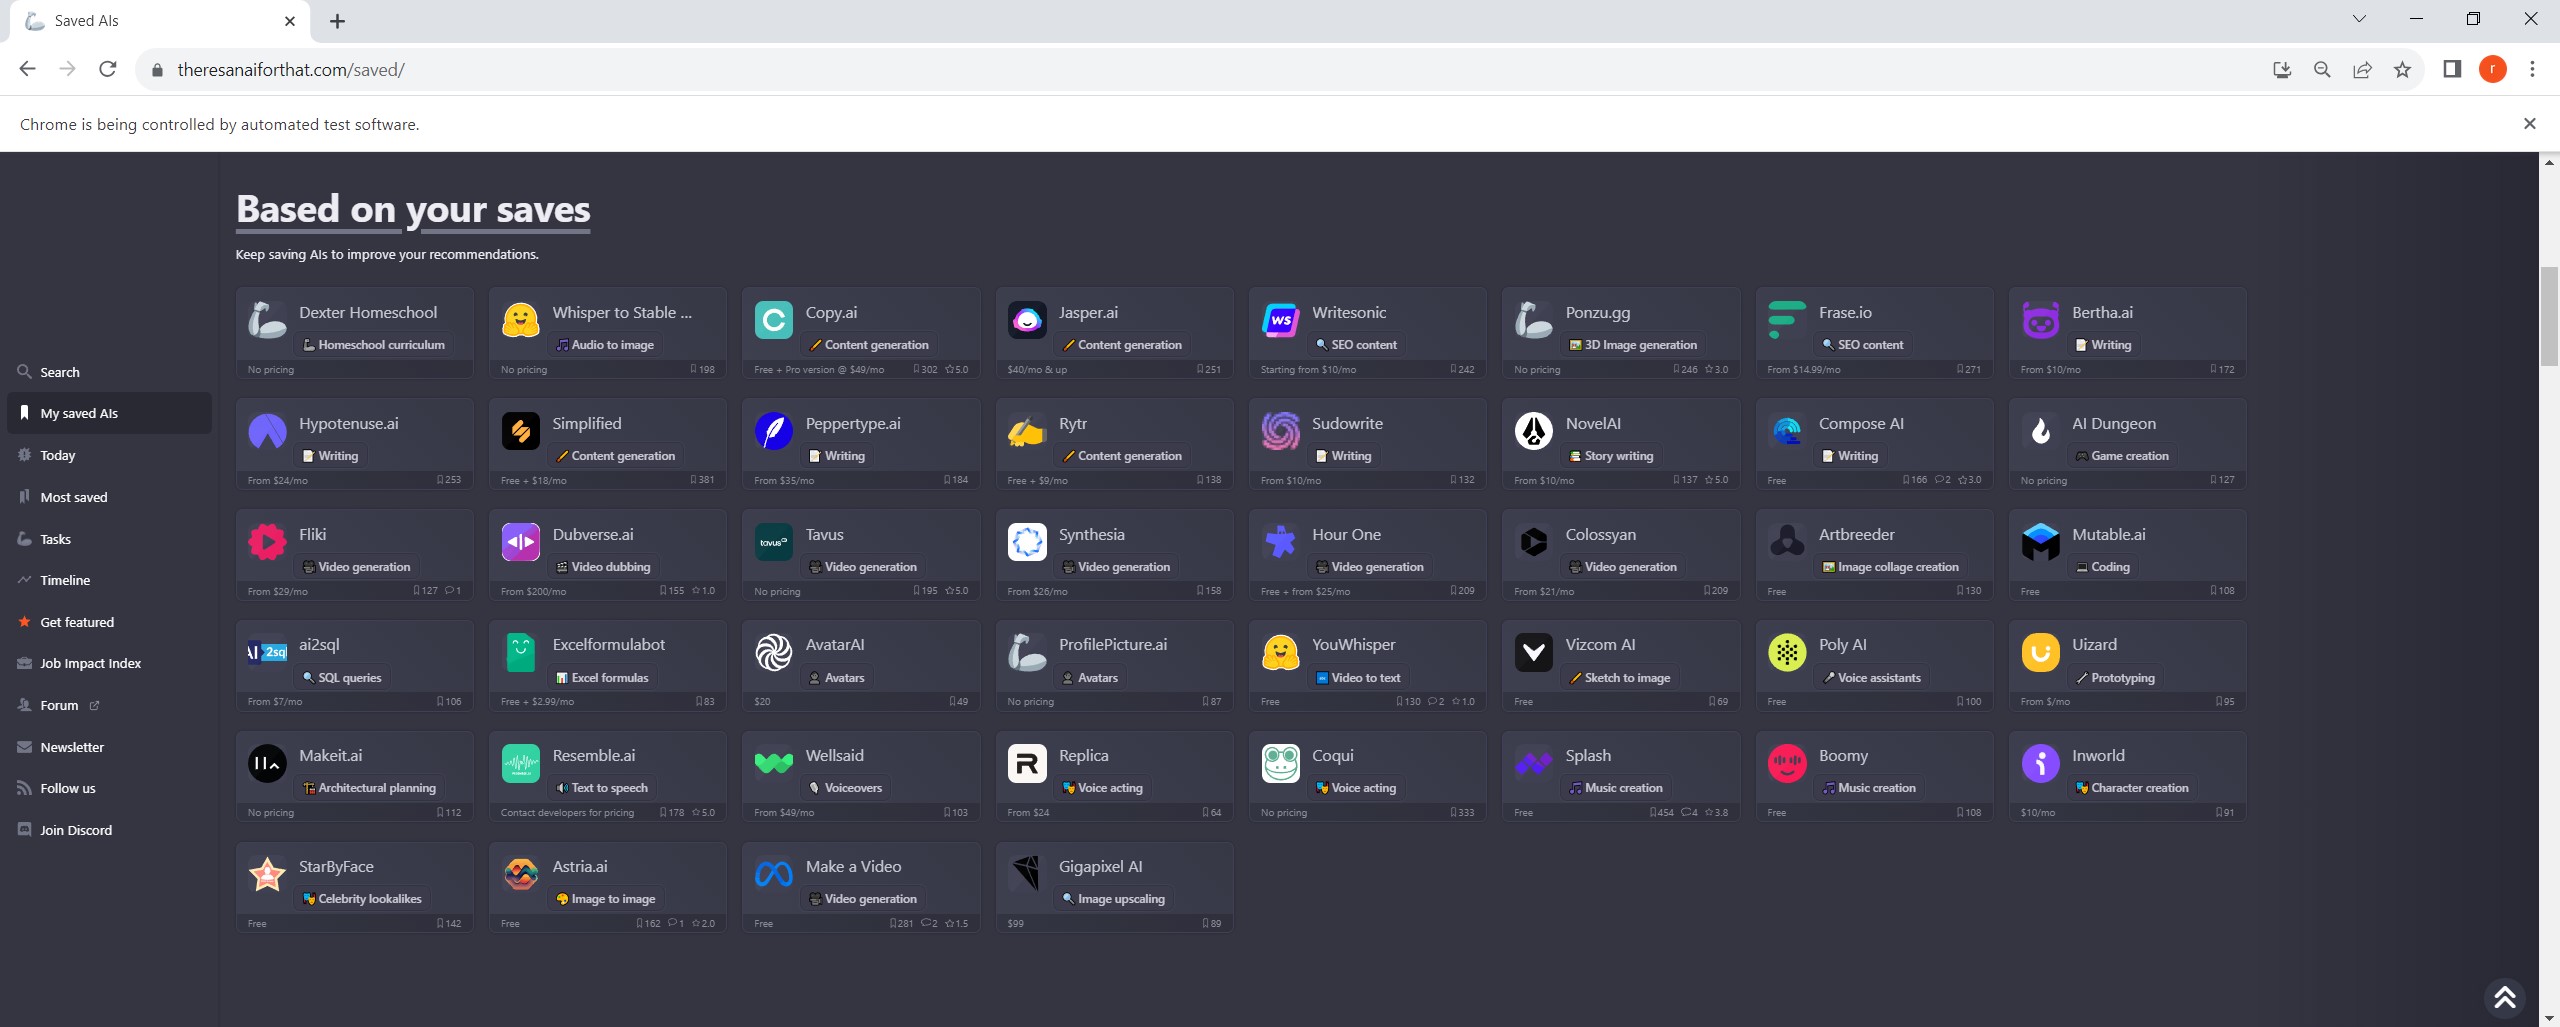 Saved AIs
theresanaiforthat.com/saved/
r
Chrome is being controlled by automated test software.
Search
My saved AIs
Today
Most saved
Tasks
Timeline
Get featured
Job Impact Index
Forum
Newsletter
Follow us
Join Discord
Based on your saves
Keep saving AIs to improve your recommendations.
Dexter Homeschool
Homeschool curriculum
No pricing
Whisper to Stable ...
Audio to image
No pricing 198
Copy.ai
Content generation
Free + Pro version @ $49/mo 302 5.0
Jasper.ai
Content generation
$40/mo & up 251
WS
Writesonic
SEO content
Starting from $10/mo 242
Ponzu.gg
3D Image generation
No pricing 246 3.0
Frase.io
SEO content
From $14.99/mo 271
Bertha.ai
Writing
From $10/mo 172
Hypotenuse.ai
Writing
From $24/mo 253
Simplified
Content generation
Free + $18/mo 381
Peppertype.ai
Writing
From $35/mo 184
Rytr
Content generation
Free + $9/mo 138
Sudowrite
Writing
From $10/mo 132
NovelAI
Story writing
From $10/mo 137 5.0
Compose AI
Writing
Free 166 2 3.0
AI Dungeon
Game creation
No pricing 127
Fliki
Video generation
From $29/mo 127 1
Dubverse.ai
Video dubbing
From $200/mo 155 1.0
tavus
Tavus
Video generation
No pricing 195 5.0
Synthesia
Video generation
From $26/mo 158
Hour One
Video generation
Free + from $25/mo 209
Colossyan
Video generation
From $21/mo 209
Artbreeder
Image collage creation
Free 130
Mutable.ai
Coding
Free 108
AI 2sql
ai2sql
SQL queries
From $7/mo 106
Excelformulabot
Excel formulas
Free + $2.99/mo 83
AvatarAI
Avatars
$20 49
ProfilePicture.ai
Avatars
No pricing 87
YouWhisper
Video to text
Free 130 2 1.0
Vizcom AI
Sketch to image
Free 69
Poly AI
Voice assistants
Free 100
Uizard
Prototyping
From $/mo 95
Makeit.ai
Architectural planning
No pricing 112
Resemble.ai
Text to speech
Contact developers for pricing 178 5.0
Wellsaid
Voiceovers
From $49/mo 103
R
Replica
Voice acting
From $24 64
Coqui
Voice acting
No pricing 333
Splash
Music creation
Free 454 4 3.8
Boomy
Music creation
Free 108
Inworld
Character creation
$10/mo 91
StarByFace
Celebrity lookalikes
Free 142
Astria.ai
Image to image
Free 162 1 2.0
Make a Video
Video generation
Free 281 2 1.5
Gigapixel AI
Image upscaling
$99 89